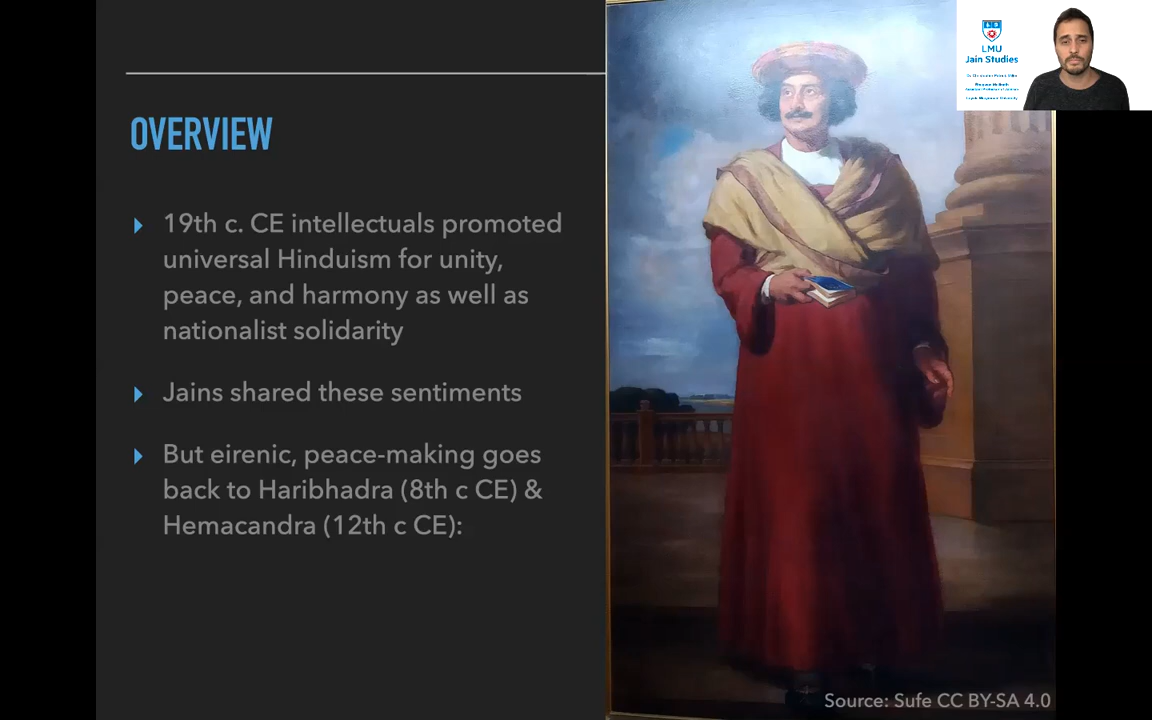 OVERVIEW
19th c. CE intellectuals promoted
universal Hinduism for unity,
peace, and harmony as well as
nationalist solidarity
Jains shared these sentiments
But eirenic, peace-making goes
back to Haribhadra (8th c CE) &
Hemacandra (12th c CE):
LMU
Jain Studies
Source: Sufe CC BY-SA 4.0